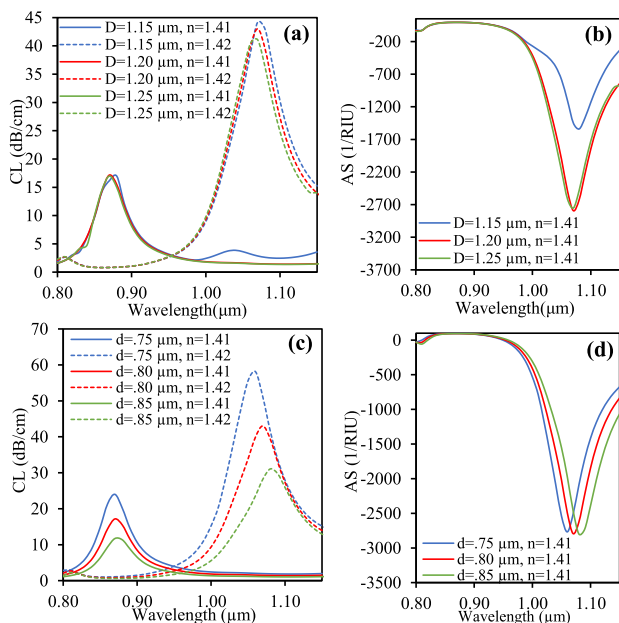 (a)
45
40
35
30
25
20
15
10
5
0
CL (dB/cm)
D=1.15 µm, n=1.41
D=1.15 µm, n=1.42
D=1.20 µm, n=1.41
D=1.20 µm, n=1.42
D=1.25 µm, n=1.41
D=1.25 µm, n=1.42
0.80 0.90 1.00 1.10
Wavelength(µm)
(b)
-200
-700
-1200
-1700
-2200
-2700
-3200
-3700
AS (1/RIU)
D=1.15 µm, n=1.41
D=1.20 µm, n=1.41
D=1.25 µm, n=1.41
0.80 0.90 1.00 1.10
Wavelength(µm)
(c)
70
60
50
40
30
20
10
0
CL (dB/cm)
d=.75 µm, n=1.41
d=.75 µm, n=1.42
d=.80 µm, n=1.41
d=.80 µm, n=1.42
d=.85 µm, n=1.41
d=.85 µm, n=1.42
0.80 0.90 1.00 1.10
Wavelength (µm)
(d)
0
-500
-1000
-1500
-2000
-2500
-3000
-3500
AS (1/RIU)
d=.75 µm, n=1.41
d=.80 µm, n=1.41
d=.85 µm, n=1.41
0.80 0.90 1.00 1.10
Wavelength (µm)